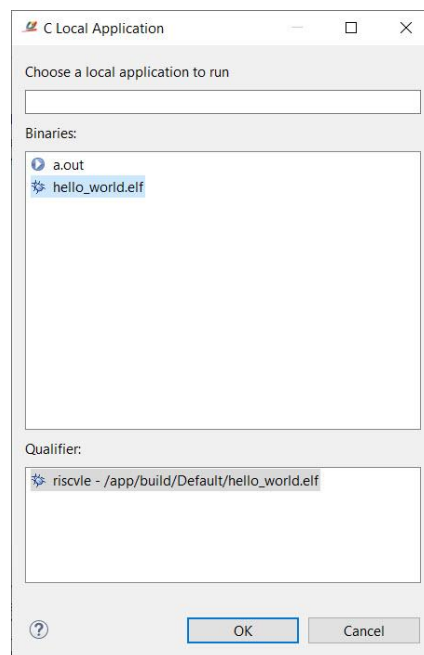 C Local Application
Choose a local application to run
Binaries:
a.out
hello_world.elf
Qualifier:
riscvle - /app/build/Default/hello_world.elf
OK
Cancel